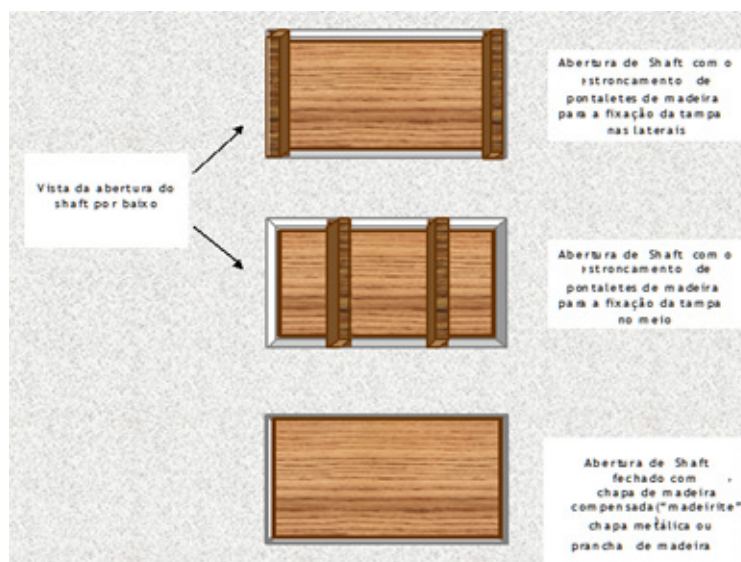 Abertura de Shaft com o
estroncamento de
pontaletes de madeira
para a fixação da tampa
nas laterais
Vista da abertura do
shaft por baixo
Abertura de Shaft com o
estroncamento de
pontaletes de madeira
para a fixação da tampa
no meio
Abertura de Shaft
fechado com
chapa de madeira
compensada("madeirite"
chapa metálica ou
prancha de madeira